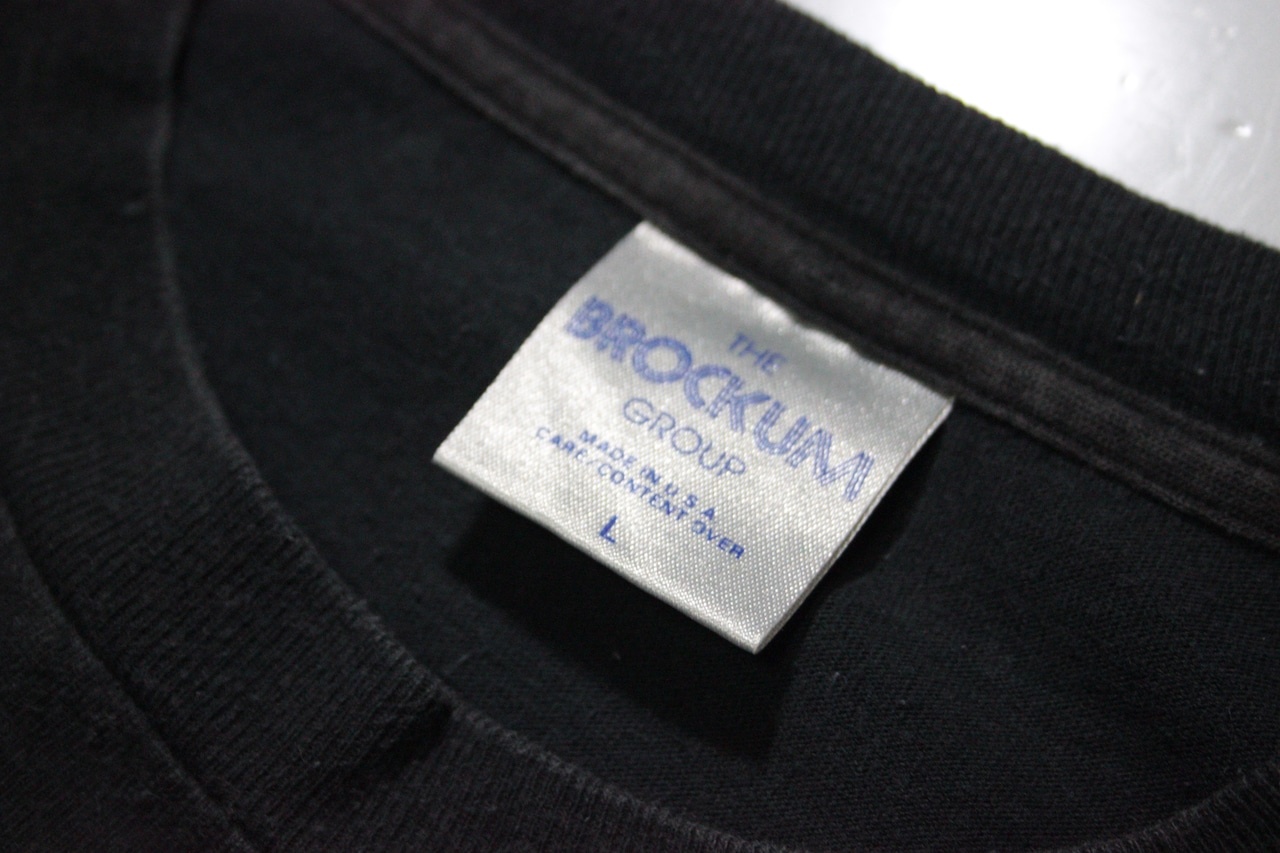 THE
BROCKUM
GROUP
MADE IN U.S.A.
CARE/CONTENT OVER
L